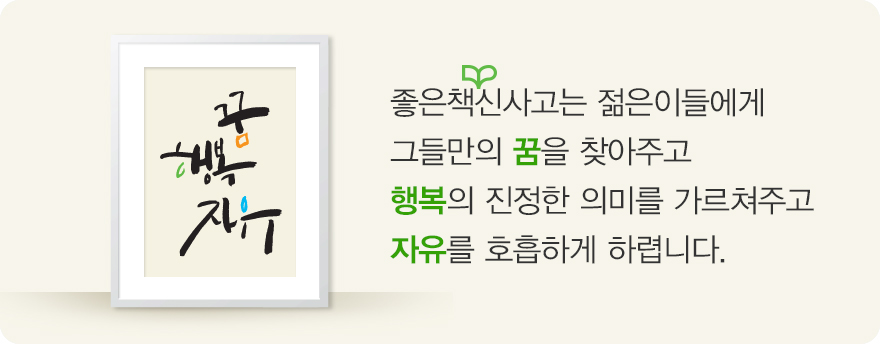 꿈
행복
자유
좋은책신사고는 젊은이들에게
그들만의 꿈을 찾아주고
행복의 진정한 의미를 가르쳐주고
자유를 호흡하게 하렵니다.